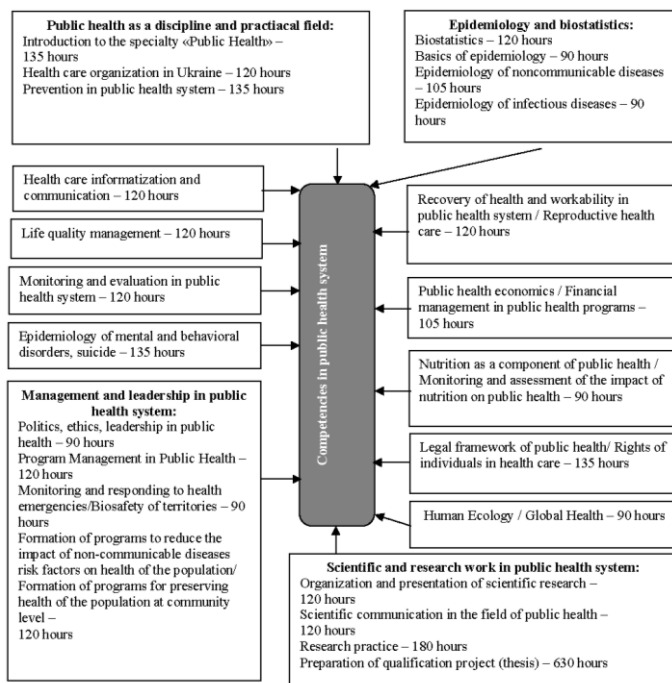 Public health as a discipline and practiacal field:
Introduction to the specialty «Public Health» –
135 hours
Health care organization in Ukraine – 120 hours
Prevention in public health system – 135 hours
Epidemiology and biostatistics:
Biostatistics – 120 hours
Basics of epidemiology – 90 hours
Epidemiology of noncommunicable diseases
– 105 hours
Epidemiology of infectious diseases – 90
hours
Health care informatization and
communication – 120 hours
Life quality management – 120 hours
Monitoring and evaluation in public
health system – 120 hours
Epidemiology of mental and behavioral
disorders, suicide – 135 hours
Management and leadership in public
health system:
Politics, ethics, leadership in public
health – 90 hours
Program Management in Public Health –
120 hours
Monitoring and responding to health
emergencies/Biosafety of territories – 90
hours
Formation of programs to reduce the
impact of non-communicable diseases
risk factors on health of the population/
Formation of programs for preserving
health of the population at community
level –
120 hours
Competencies in public health system
Recovery of health and workability in
public health system / Reproductive health
care – 120 hours
Public health economics / Financial
management in public health programs –
105 hours
Nutrition as a component of public health /
Monitoring and assessment of the impact of
nutrition on public health – 90 hours
Legal framework of public health/ Rights of
individuals in health care – 135 hours
Human Ecology / Global Health – 90 hours
Scientific and research work in public health system:
Organization and presentation of scientific research –
120 hours
Scientific communication in the field of public health –
120 hours
Research practice – 180 hours
Preparation of qualification project (thesis) – 630 hours